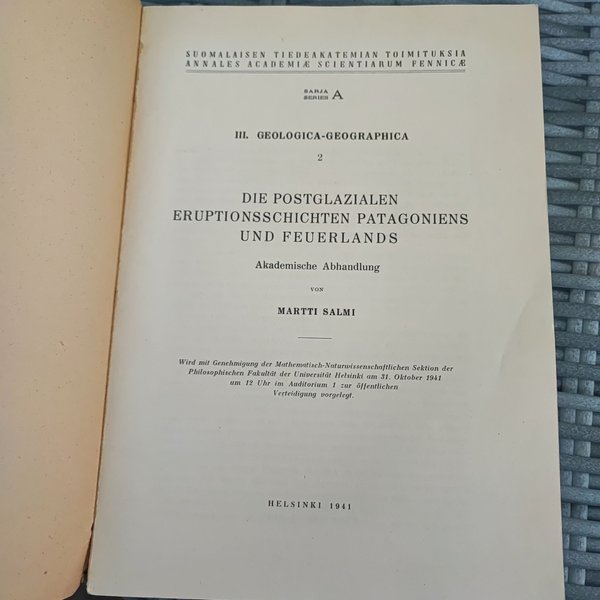 SUOMALAISEN TIEDEAKATEMIAN TOIMITUKSIA
ANNALES ACADEMIÆ SCIENTIARUM FENNICÆ
SARJA
SERIES A
III. GEOLOGICA-GEOGRAPHICA
2
DIE POSTGLAZIALEN
ERUPTIONSSCHICHTEN PATAGONIENS
UND FEUERLANDS
Akademische Abhandlung
VON
MARTTI SALMI
Wird mit Genehmigung der Mathematisch-Naturwissenschaftlichen Sektion der
Philosophischen Fakultät der Universität Helsinki am 31. Oktober 1941
um 12 Uhr im Auditorium 1 zur öffentlichen
Verteidigung vorgelegt.
HELSINKI 1941